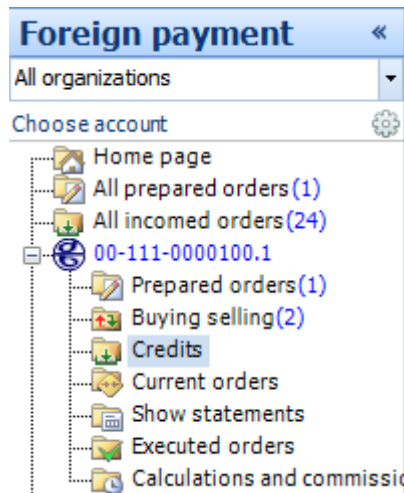 Foreign payment «
All organizations
Choose account
Home page
All prepared orders(1)
All incomed orders(24)
00-111-0000100.1
Prepared orders(1)
Buying selling(2)
Credits
Current orders
Show statements
Executed orders
Calculations and commissio